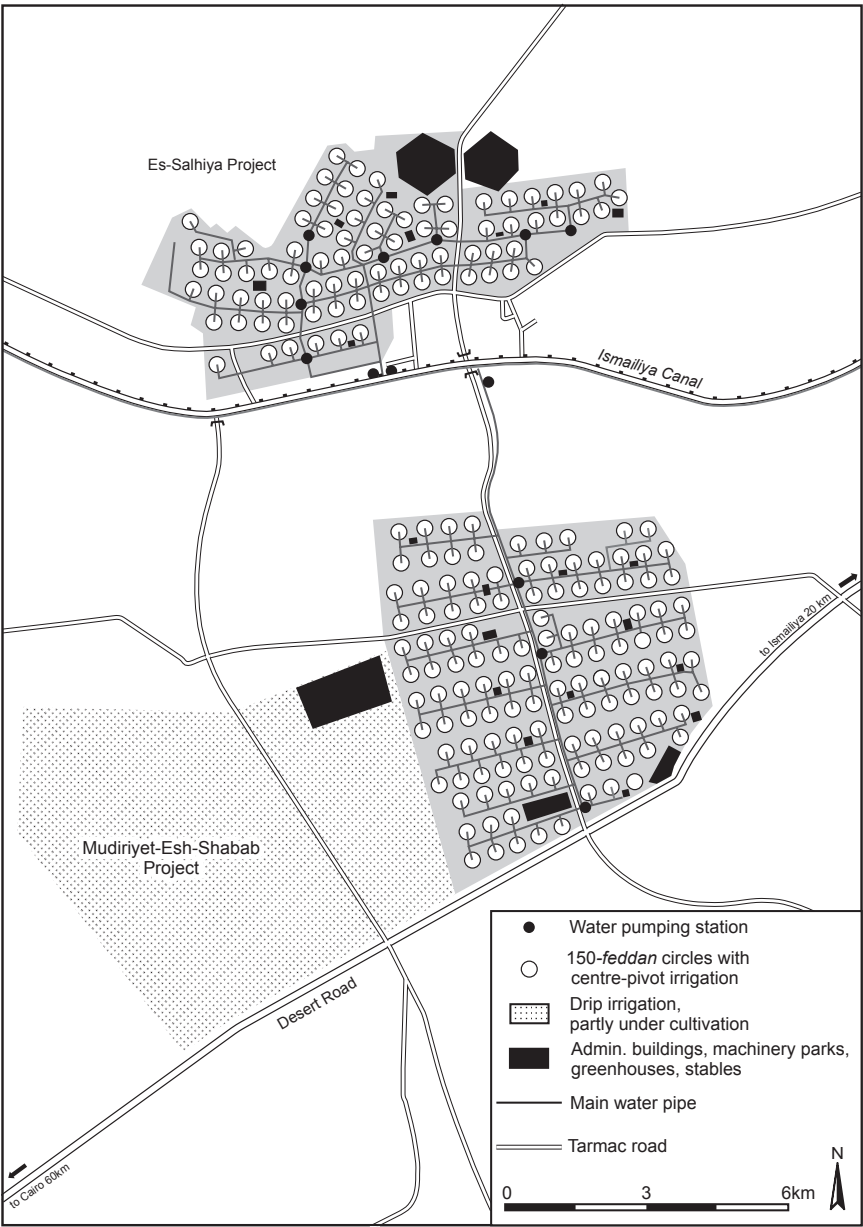 Es-Salhiya Project
Ismailiya Canal
to Ismailiya 20 km
Mudiriyet-Esh-Shabab
Project
Desert Road
to Cairo 60km
Water pumping station
150-feddan circles with
centre-pivot irrigation
Drip irrigation,
partly under cultivation
Admin. buildings, machinery parks,
greenhouses, stables
Main water pipe
Tarmac road
N
0 3 6km